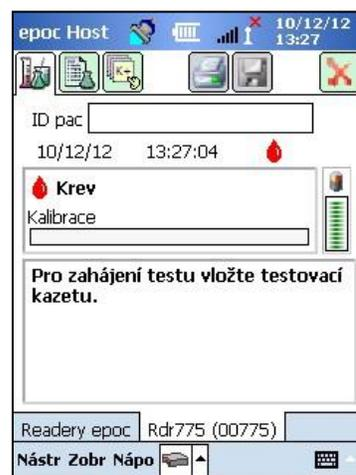 epoc Host
10/12/12
13:27
K+
ID pac
10/12/12 13:27:04
Krev
Kalibrace
Pro zahájení testu vložte testovací
kazetu.
Readery epoc Rdr775 (00775)
Nástr Zobr Nápo